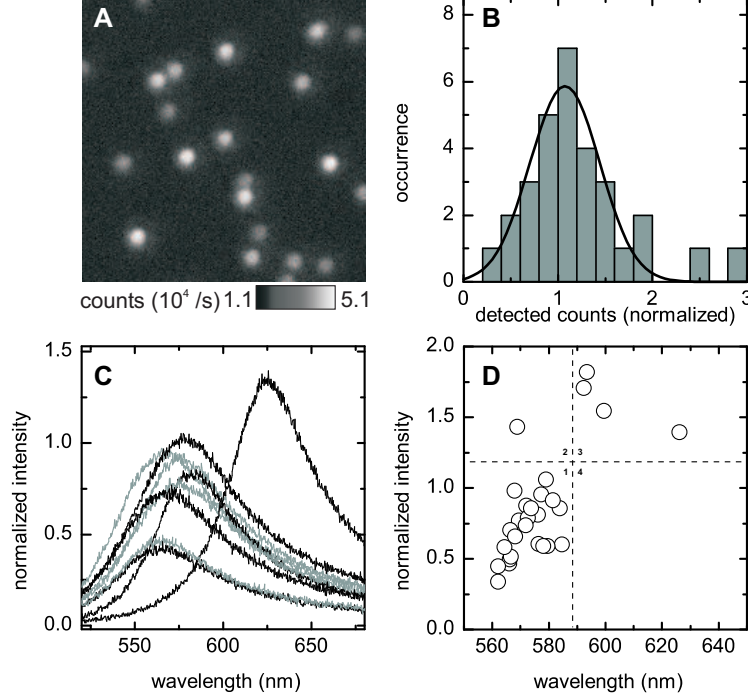 A
counts (10⁴ /s) 1.1 5.1
B
occurrence
8
6
4
2
0
0 1 2 3
detected counts (normalized)
C
normalized intensity
1.5
1.0
0.5
0.0
550 600 650
wavelength (nm)
D
normalized intensity
2.0
1.5
1.0
0.5
0.0
2 3
1 4
560 580 600 620 640
wavelength (nm)